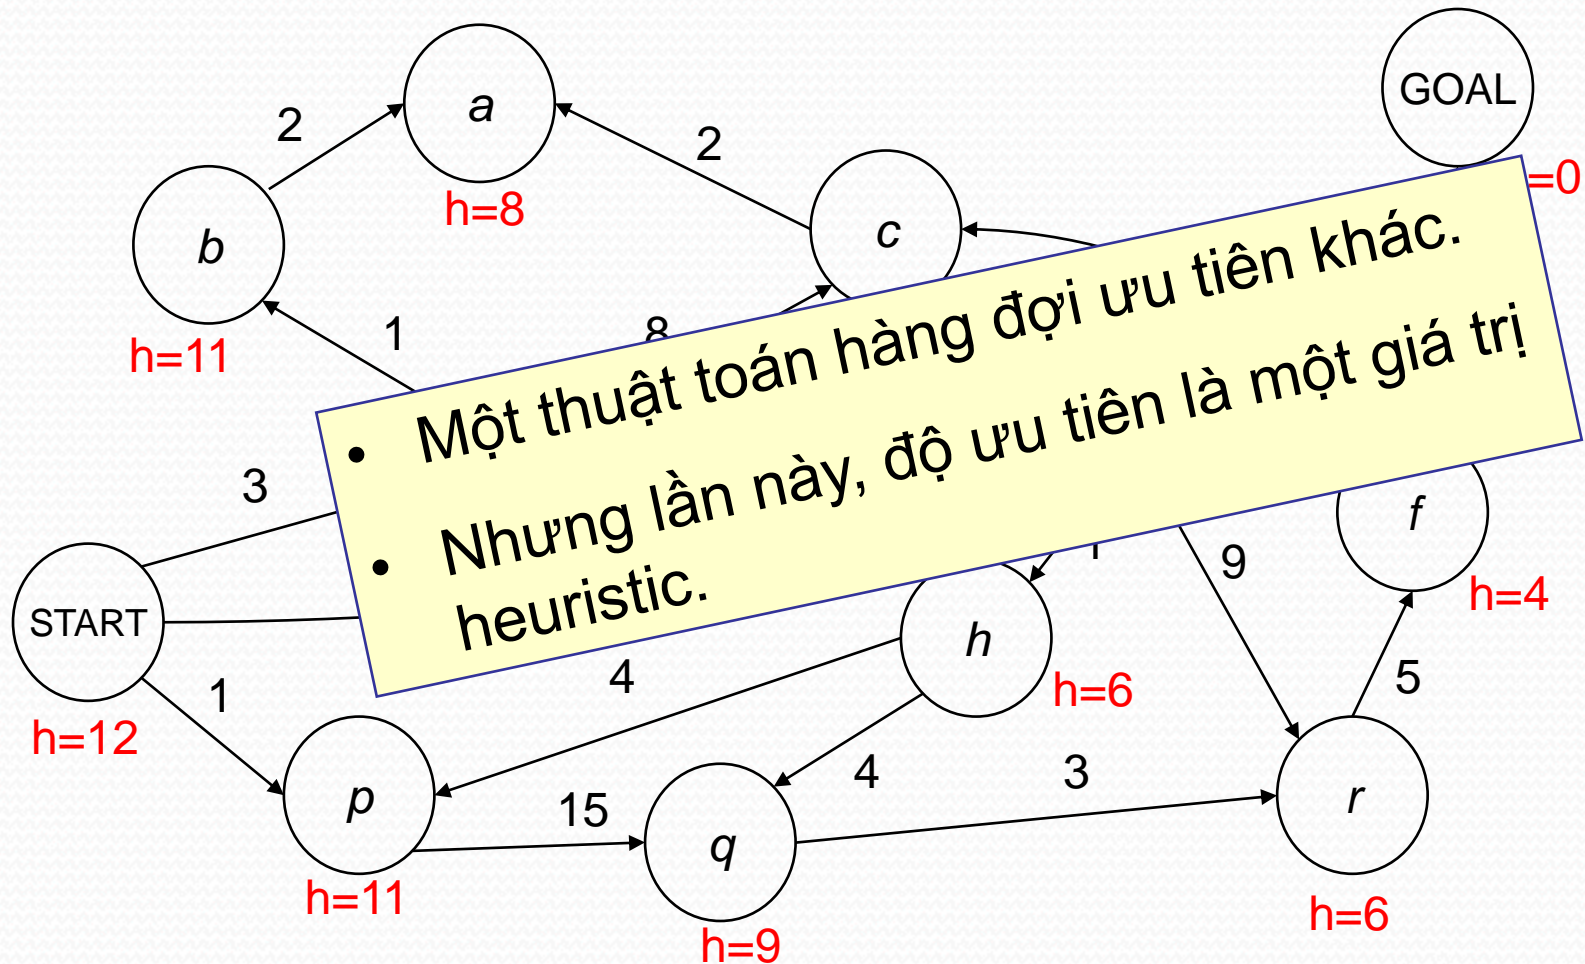 a
GOAL
2
2
h=8
=0
b
c
h=11
1
8
• Một thuật toán hàng đợi ưu tiên khác.
• Nhưng lần này, độ ưu tiên là một giá trị
heuristic.
3
f
9
h=4
START
h
4
h=6
5
1
h=12
p
4
3
r
15
q
h=11
h=6
h=9